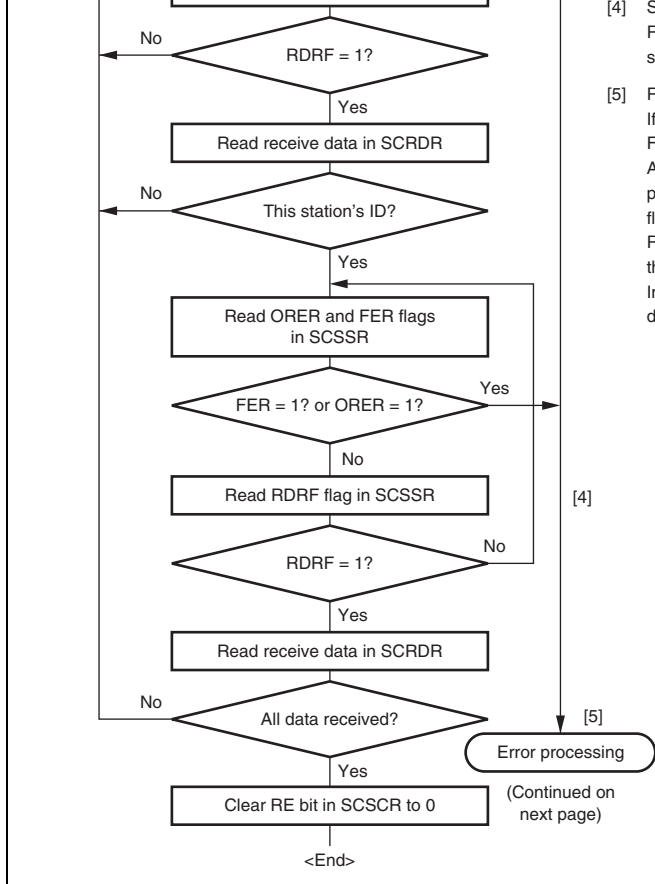 No
RDRF = 1?
Yes
Read receive data in SCRDR
No
This station's ID?
Yes
Read ORER and FER flags
in SCSSR
FER = 1? or ORER = 1?
Yes
No
Read RDRF flag in SCSSR
[4]
RDRF = 1?
No
Yes
Read receive data in SCRDR
No
All data received?
[5]
Error processing
Yes
(Continued on
next page)
Clear RE bit in SCSCR to 0
<End>
[4]
[5]
If